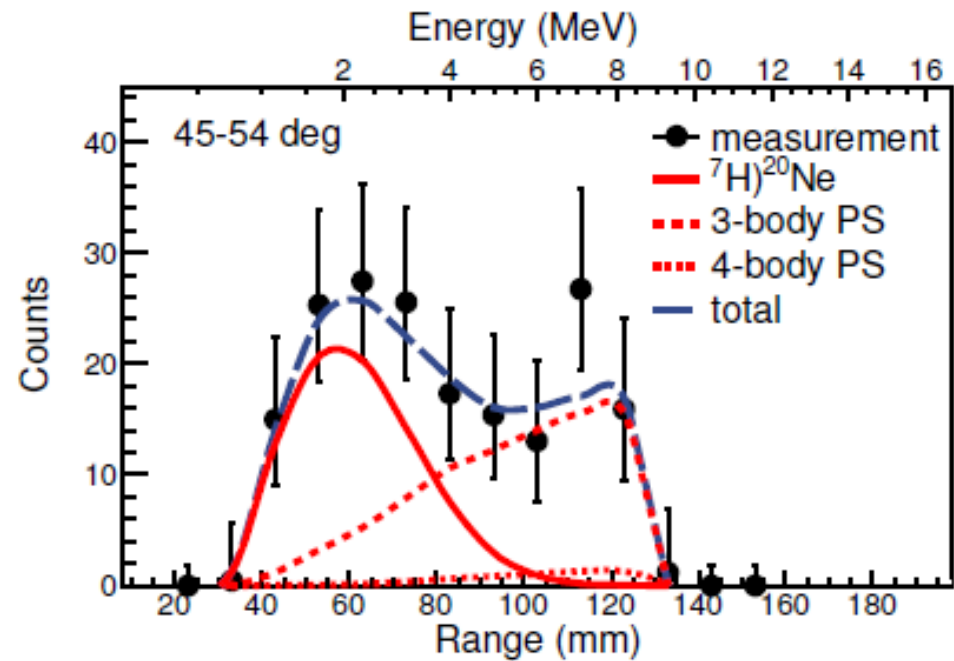 Energy (MeV)
2 4 6 8 10 12 14 16
45-54 deg
measurement
⁷H)²⁰Ne
3-body PS
4-body PS
total
Counts
40
30
20
10
0
20 40 60 80 100 120 140 160 180
Range (mm)